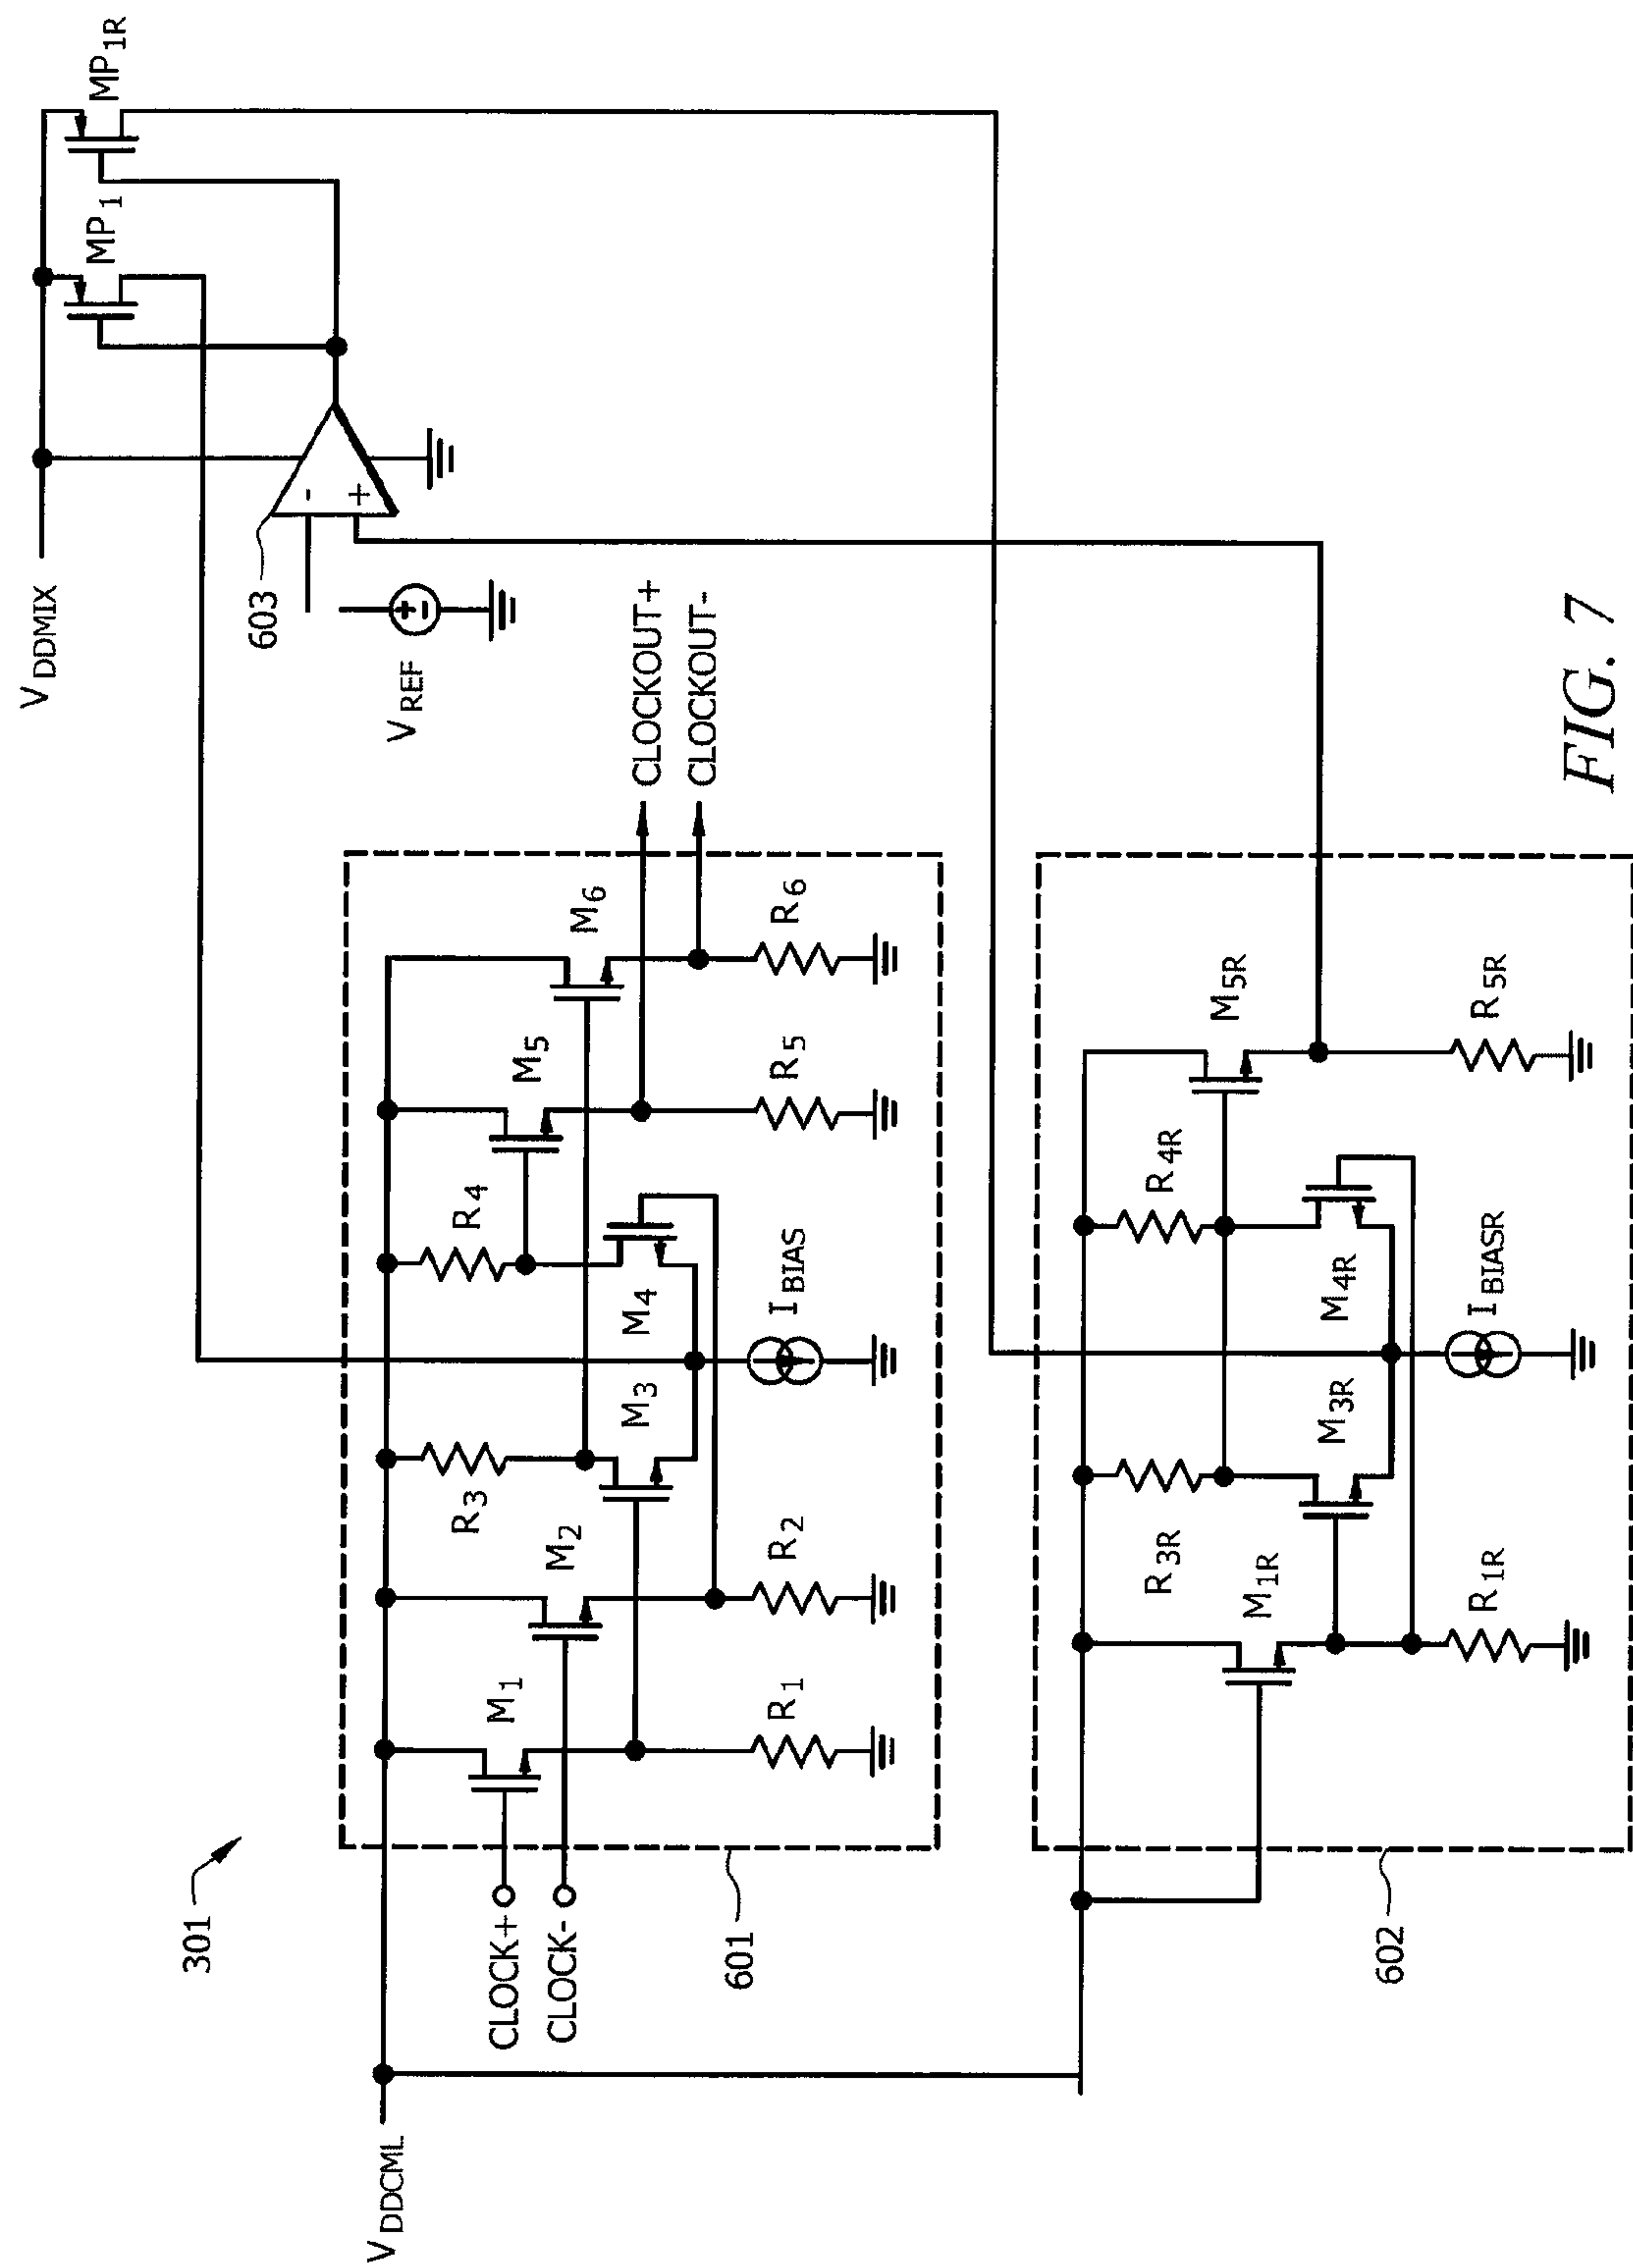 301
V DDMIX
MP1
MP1R
603
-
+
VREF
+
-
VDDCML
CLOCK+
CLOCK-
M1
R1
M2
R2
R3
M3
M4
R4
IBIAS
M5
R5
M6
R6
CLOCKOUT+
CLOCKOUT-
601
M1R
R1R
R3R
M3R
M4R
R4R
IBIASR
M5R
R5R
602
FIG. 7